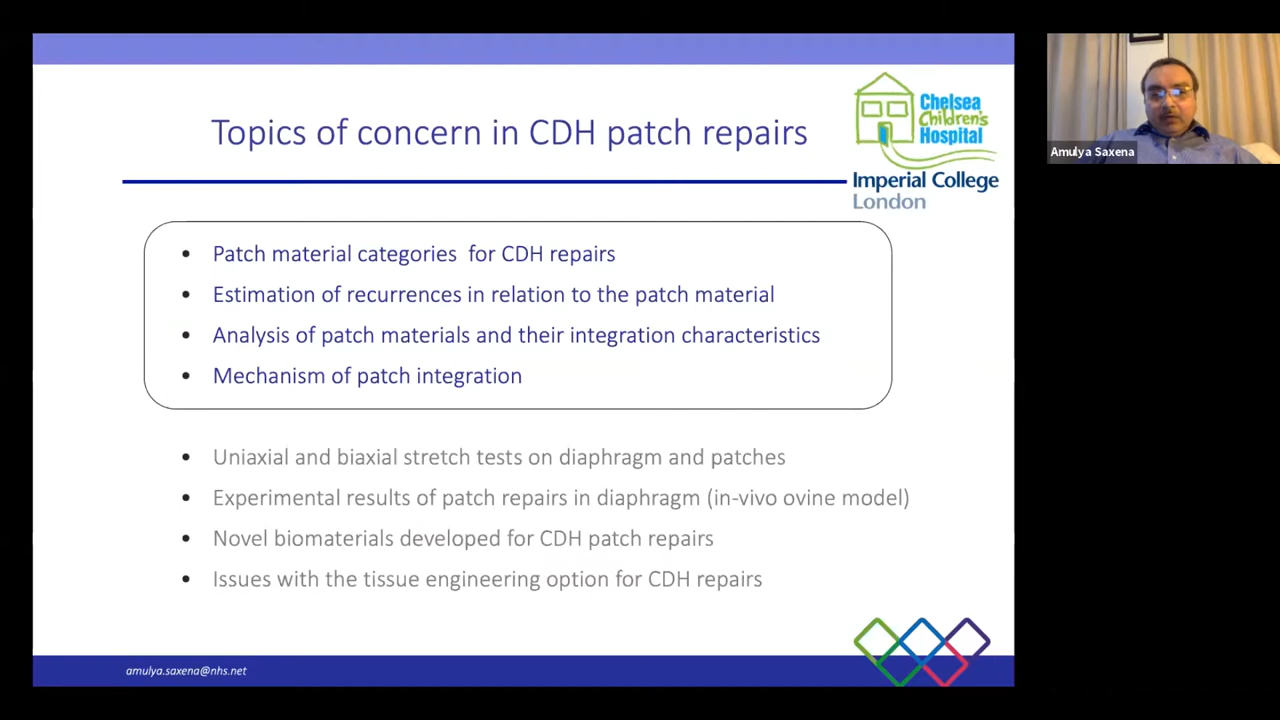 Topics of concern in CDH patch repairs
Chelsea
Children's
Hospital
Imperial College
London
Amulya Saxena
• Patch material categories for CDH repairs
• Estimation of recurrences in relation to the patch material
• Analysis of patch materials and their integration characteristics
• Mechanism of patch integration
• Uniaxial and biaxial stretch tests on diaphragm and patches
• Experimental results of patch repairs in diaphragm (in-vivo ovine model)
• Novel biomaterials developed for CDH patch repairs
• Issues with the tissue engineering option for CDH repairs
amulya.saxena@nhs.net